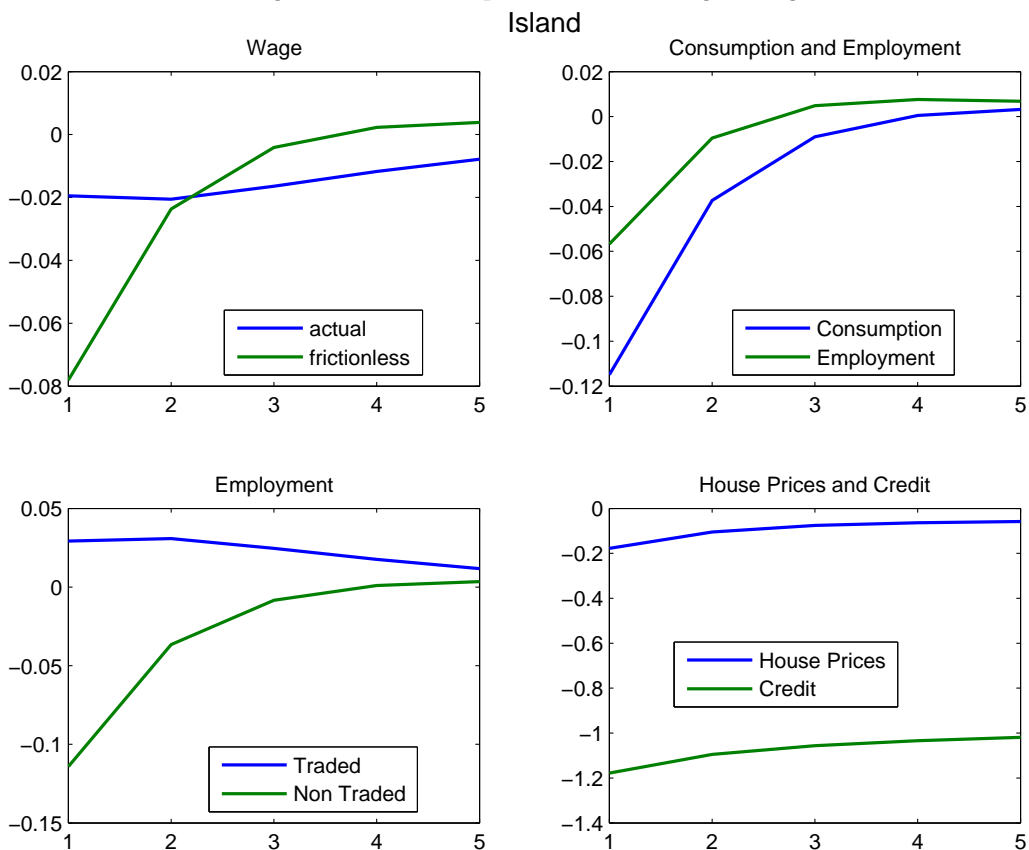 Island
Wage
0.02
0
−0.02
−0.04
−0.06
−0.08
1 2 3 4 5
actual
frictionless
Consumption and Employment
0.02
0
−0.02
−0.04
−0.06
−0.08
−0.1
−0.12
1 2 3 4 5
Consumption
Employment
Employment
0.05
0
−0.05
−0.1
−0.15
1 2 3 4 5
Traded
Non Traded
House Prices and Credit
0
−0.2
−0.4
−0.6
−0.8
−1
−1.2
−1.4
1 2 3 4 5
House Prices
Credit